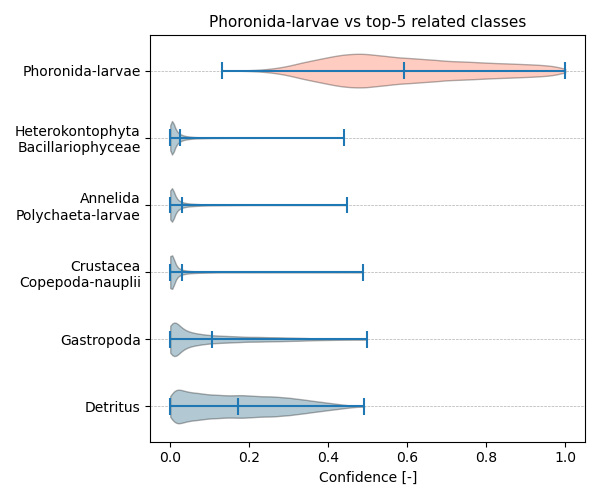 Phoronida-larvae vs top-5 related classes
Phoronida-larvae
Heterokontophyta
Bacillariophyceae
Annelida
Polychaeta-larvae
Crustacea
Copepoda-nauplii
Gastropoda
Detritus
0.0 0.2 0.4 0.6 0.8 1.0
Confidence [-]